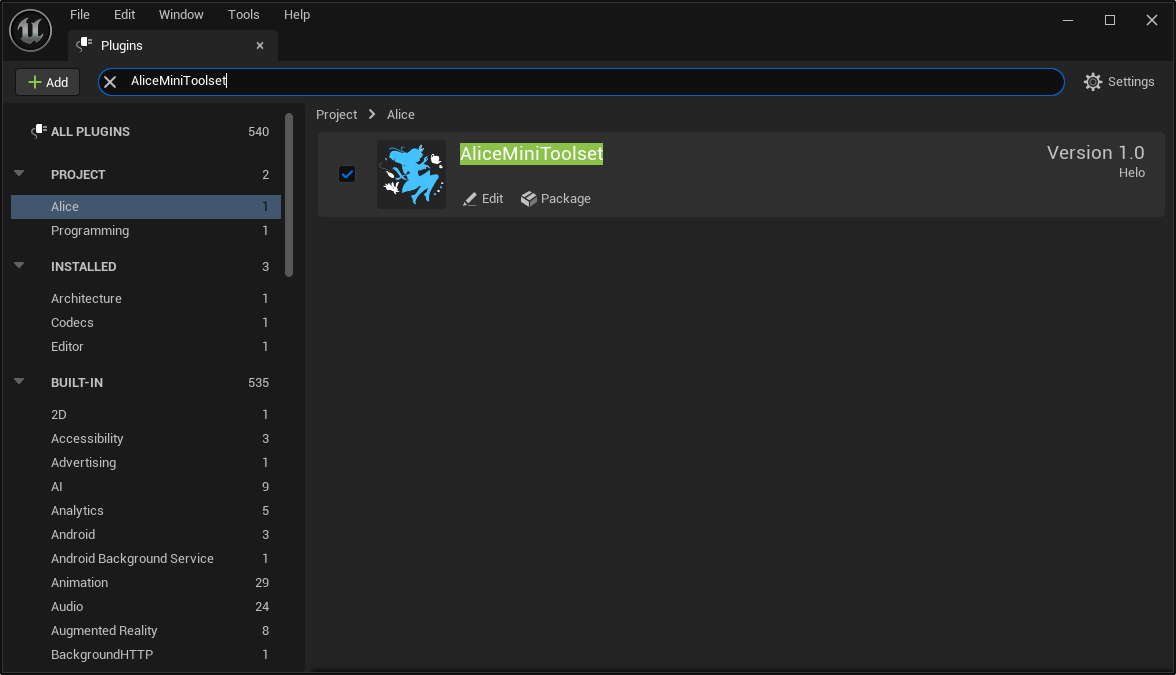 File Edit Window Tools Help
Plugins
Add
AliceMiniToolset
Settings
ALL PLUGINS 540
PROJECT 2
Alice 1
Programming 1
INSTALLED 3
Architecture 1
Codecs 1
Editor 1
BUILT-IN 535
2D 1
Accessibility 3
Advertising 1
AI 9
Analytics 5
Android 3
Android Background Service 1
Animation 29
Audio 24
Augmented Reality 8
BackgroundHTTP 1
Project Alice
AliceMiniToolset
Version 1.0
Helo
Edit Package